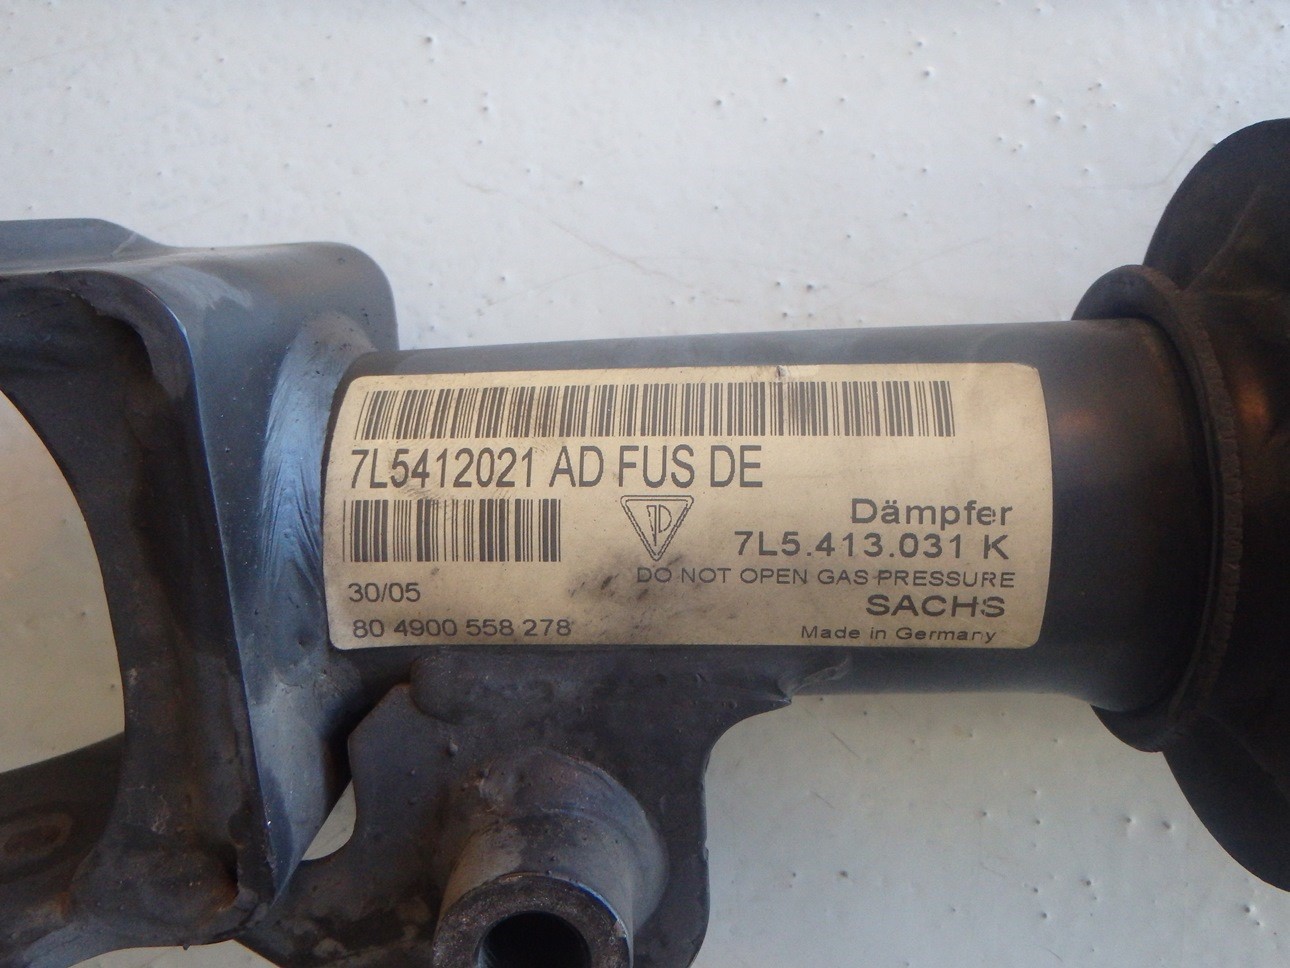 7L5412021 AD FUS DE
Dämpfer
7L5.413.031 K
DO NOT OPEN GAS PRESSURE
30/05
SACHS
80 4900 558 278
Made in Germany